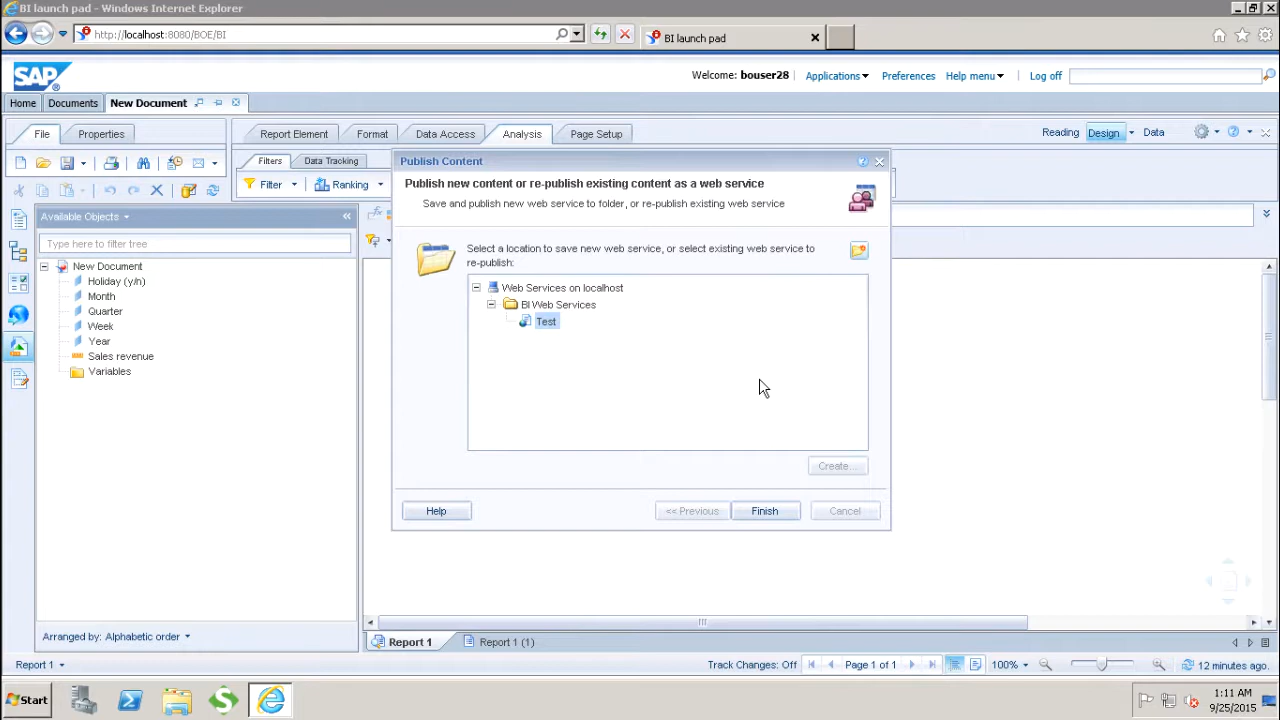 BI launch pad - Windows Internet Explorer
http://localhost:8080/BOE/BI
BI launch pad
SAP
Welcome: bouser28
Applications
Preferences
Help menu
Log off
Home
Documents
New Document
File
Properties
Report Element
Format
Data Access
Analysis
Page Setup
Reading
Design
Data
Filters
Data Tracking
Filter
Ranking
Publish Content
Publish new content or re-publish existing content as a web service
Save and publish new web service to folder, or re-publish existing web service
Select a location to save new web service, or select existing web service to
re-publish:
Web Services on localhost
BI Web Services
Test
Create...
Help
<< Previous
Finish
Cancel
Available Objects
Type here to filter tree
New Document
Holiday (y/n)
Month
Quarter
Week
Year
Sales revenue
Variables
Arranged by: Alphabetic order
Report 1
Report 1 (1)
Report 1
Track Changes: Off
Page 1 of 1
100%
12 minutes ago.
Start
1:11 AM
9/25/2015